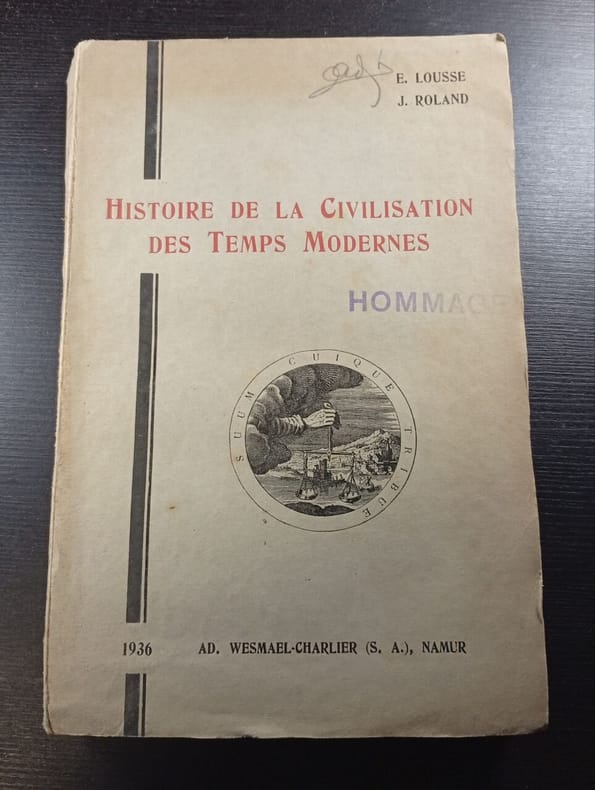 E. LOUSSE
J. ROLAND
HISTOIRE DE LA CIVILISATION
DES TEMPS MODERNES
HOMMAGE
SUUM CUIQUE TRIBUE
1936 AD. WESMAEL-CHARLIER (S. A.), NAMUR